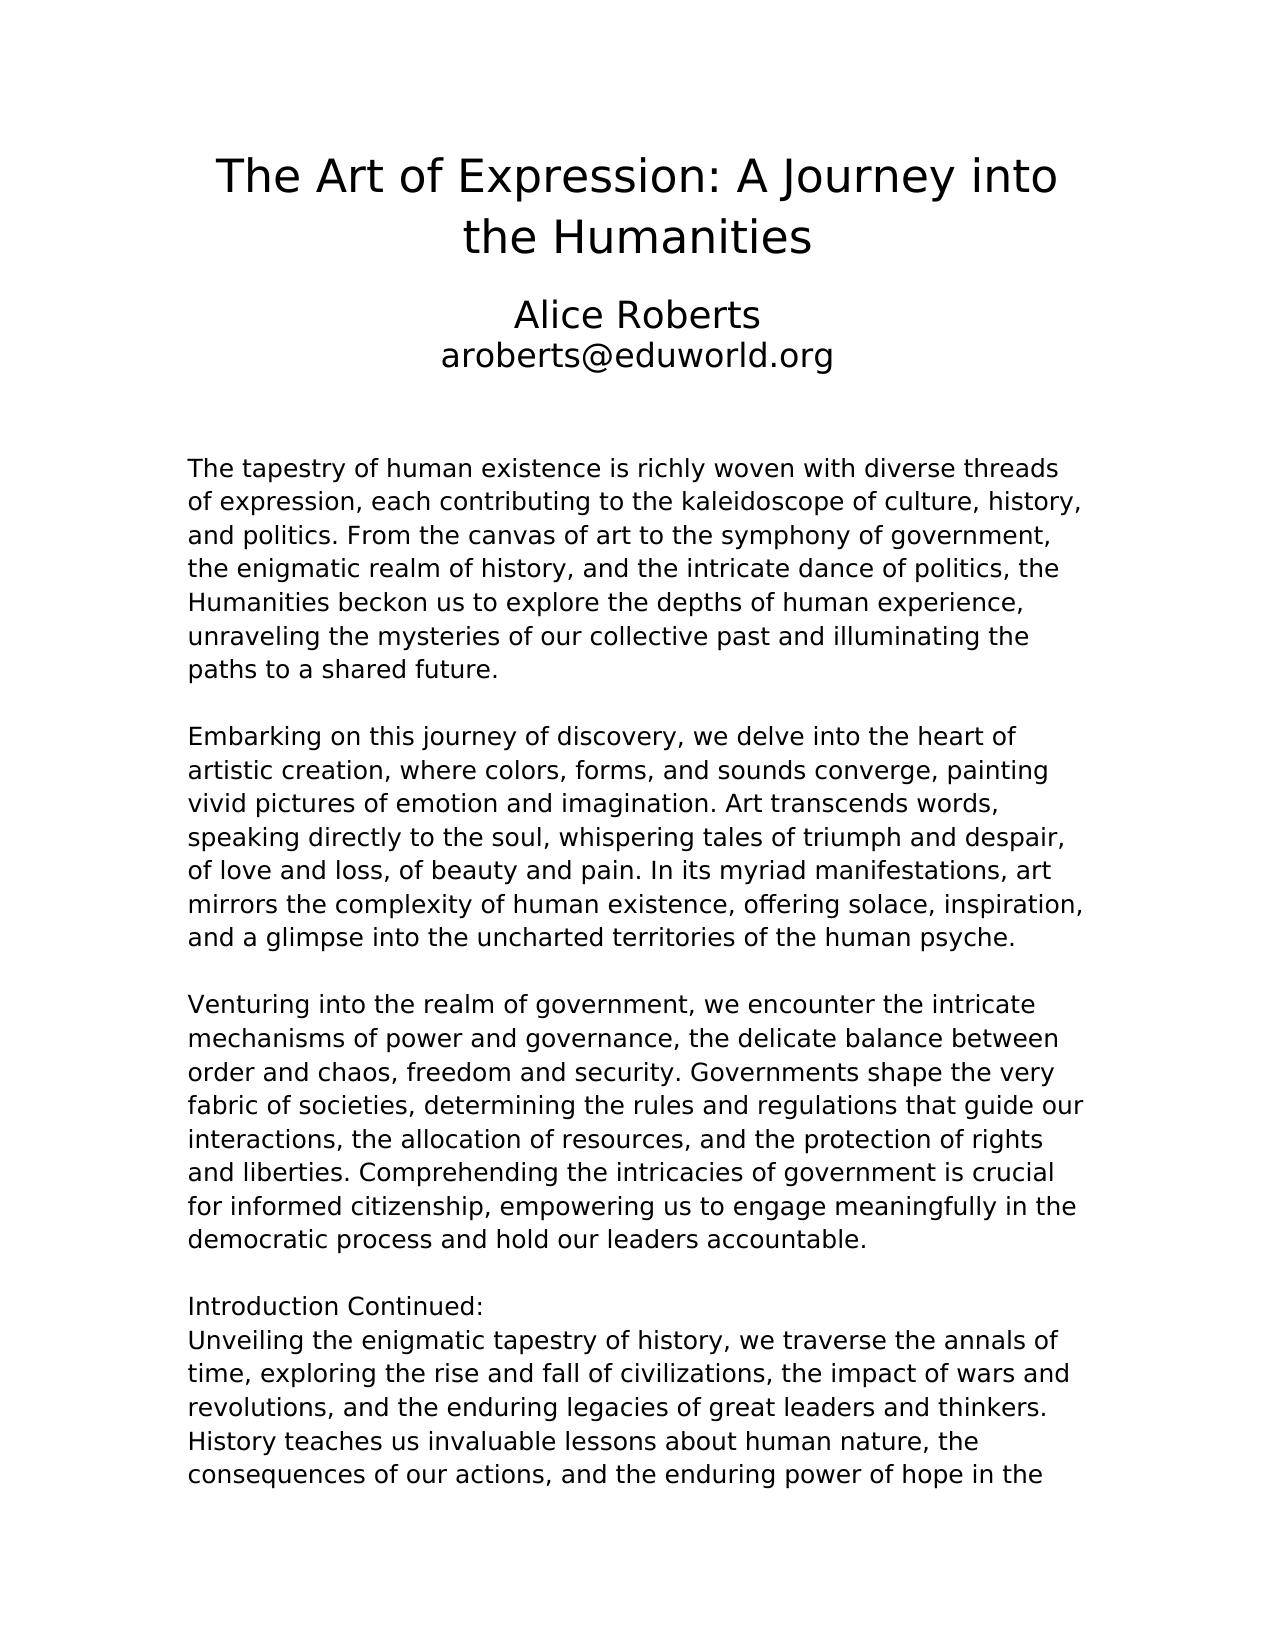 The Art of Expression: A Journey into
the Humanities
Alice Roberts
aroberts@eduworld.org
The tapestry of human existence is richly woven with diverse threads
of expression, each contributing to the kaleidoscope of culture, history,
and politics. From the canvas of art to the symphony of government,
the enigmatic realm of history, and the intricate dance of politics, the
Humanities beckon us to explore the depths of human experience,
unraveling the mysteries of our collective past and illuminating the
paths to a shared future.
Embarking on this journey of discovery, we delve into the heart of
artistic creation, where colors, forms, and sounds converge, painting
vivid pictures of emotion and imagination. Art transcends words,
speaking directly to the soul, whispering tales of triumph and despair,
of love and loss, of beauty and pain. In its myriad manifestations, art
mirrors the complexity of human existence, offering solace, inspiration,
and a glimpse into the uncharted territories of the human psyche.
Venturing into the realm of government, we encounter the intricate
mechanisms of power and governance, the delicate balance between
order and chaos, freedom and security. Governments shape the very
fabric of societies, determining the rules and regulations that guide our
interactions, the allocation of resources, and the protection of rights
and liberties. Comprehending the intricacies of government is crucial
for informed citizenship, empowering us to engage meaningfully in the
democratic process and hold our leaders accountable.
Introduction Continued:
Unveiling the enigmatic tapestry of history, we traverse the annals of
time, exploring the rise and fall of civilizations, the impact of wars and
revolutions, and the enduring legacies of great leaders and thinkers.
History teaches us invaluable lessons about human nature, the
consequences of our actions, and the enduring power of hope in the